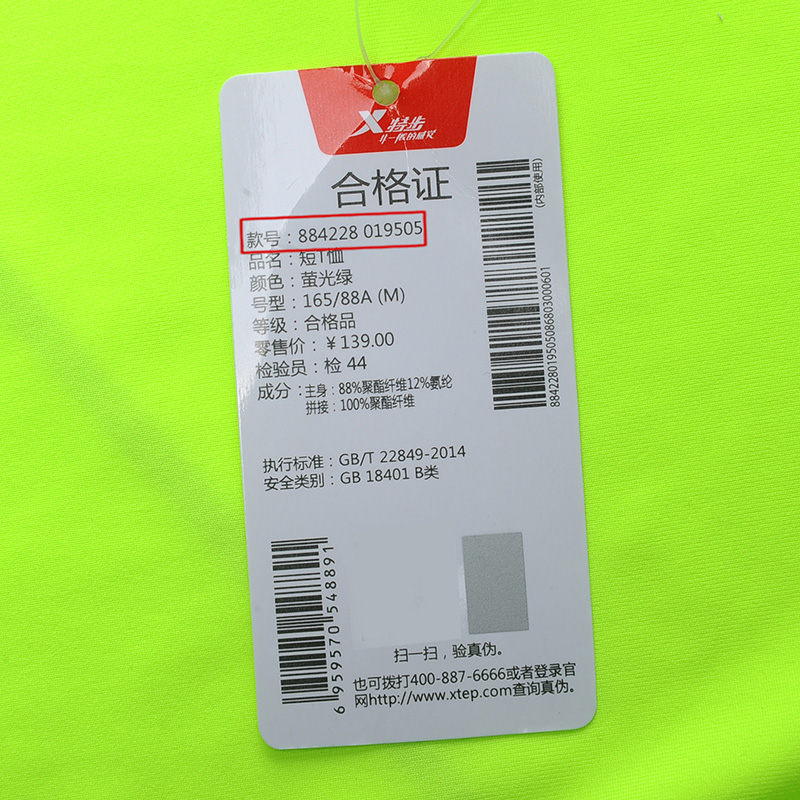 特步
非一般的感觉
合格证
款号：884228 019505
品名：短T恤
颜色：萤光绿
号型：165/88A (M)
等级：合格品
零售价：￥139.00
检验员：检 44
成分：主身：88%聚酯纤维12%氨纶
拼接：100%聚酯纤维
(内部使用)
884228019505086803000601
执行标准：GB/T 22849-2014
安全类别：GB 18401 B类
6 959570 548891
扫一扫，验真伪。
也可拨打400-887-6666或者登录官
网http://www.xtep.com查询真伪。